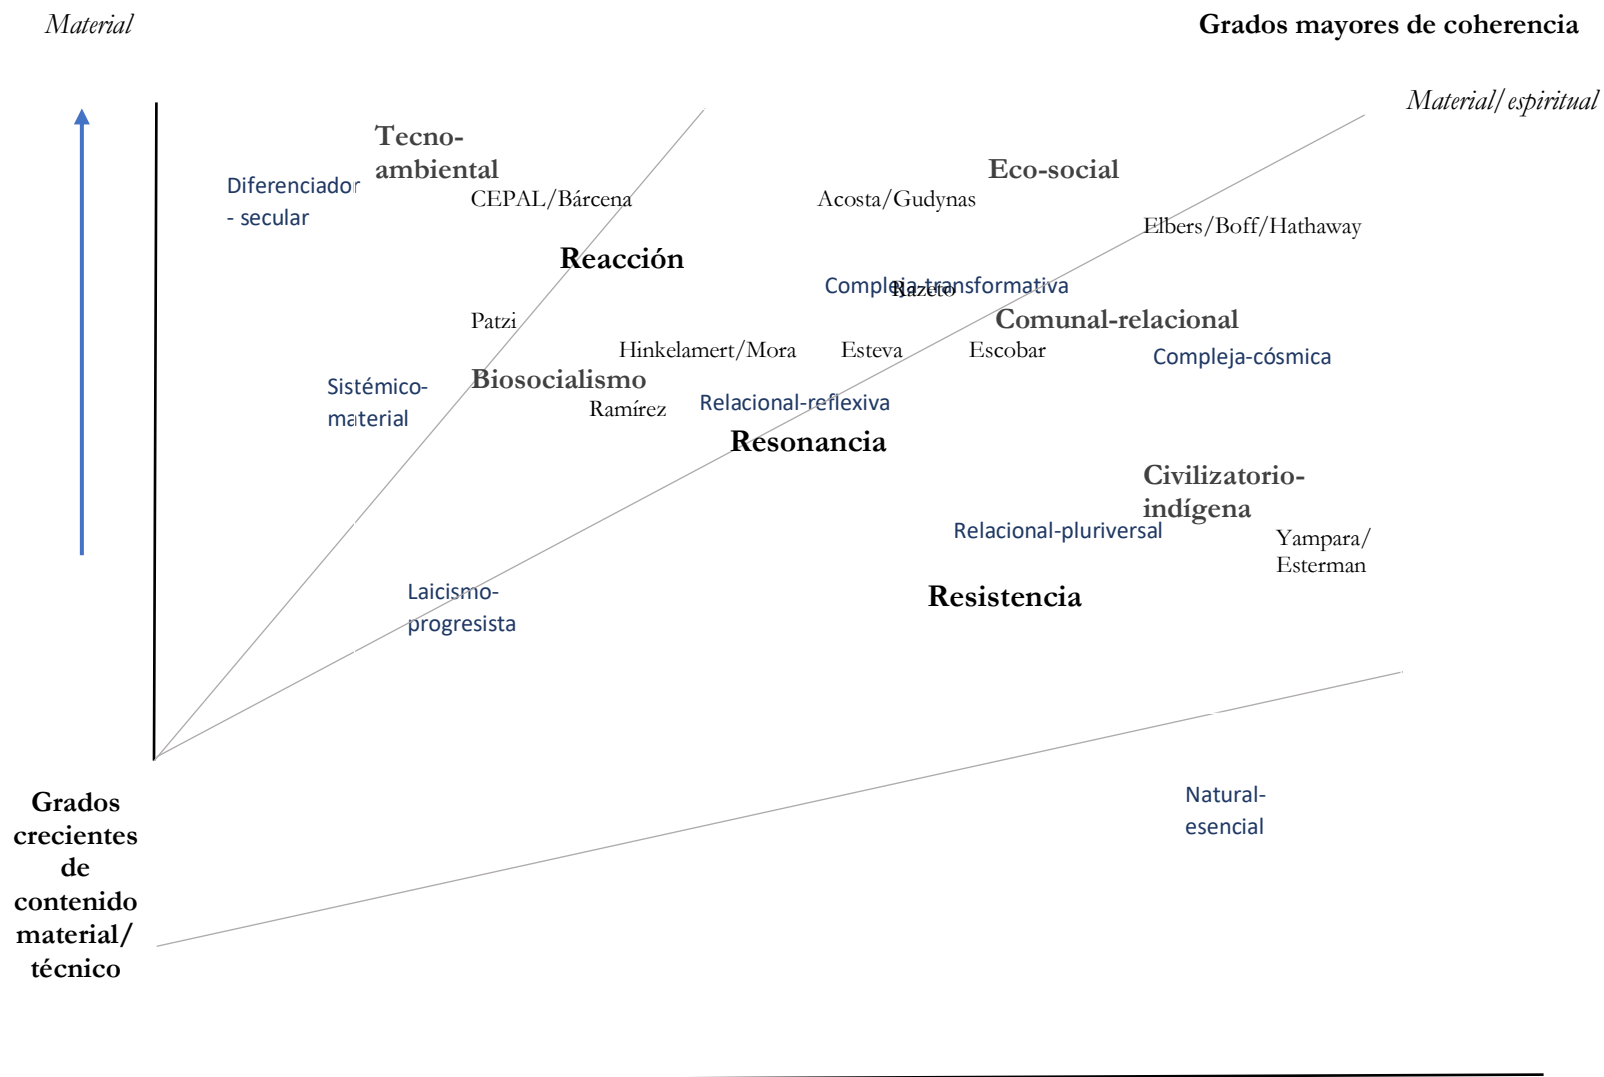 Material
Grados mayores de coherencia
Material/espiritual
Tecno-
ambiental
Eco-social
Diferenciador
- secular
CEPAL/Bárcena
Acosta/Gudynas
Elbers/Boff/Hathaway
Reacción
Compleja-transformativa
Razeto
Patzi
Comunal-relacional
Hinkelamert/Mora
Esteva
Escobar
Compleja-cósmica
Biosocialismo
Sistémico-
material
Ramírez
Relacional-reflexiva
Resonancia
Civilizatorio-
indígena
Relacional-pluriversal
Yampara/
Esterman
Laicismo-
progresista
Resistencia
Natural-
esencial
Grados
crecientes
de
contenido
material/
técnico